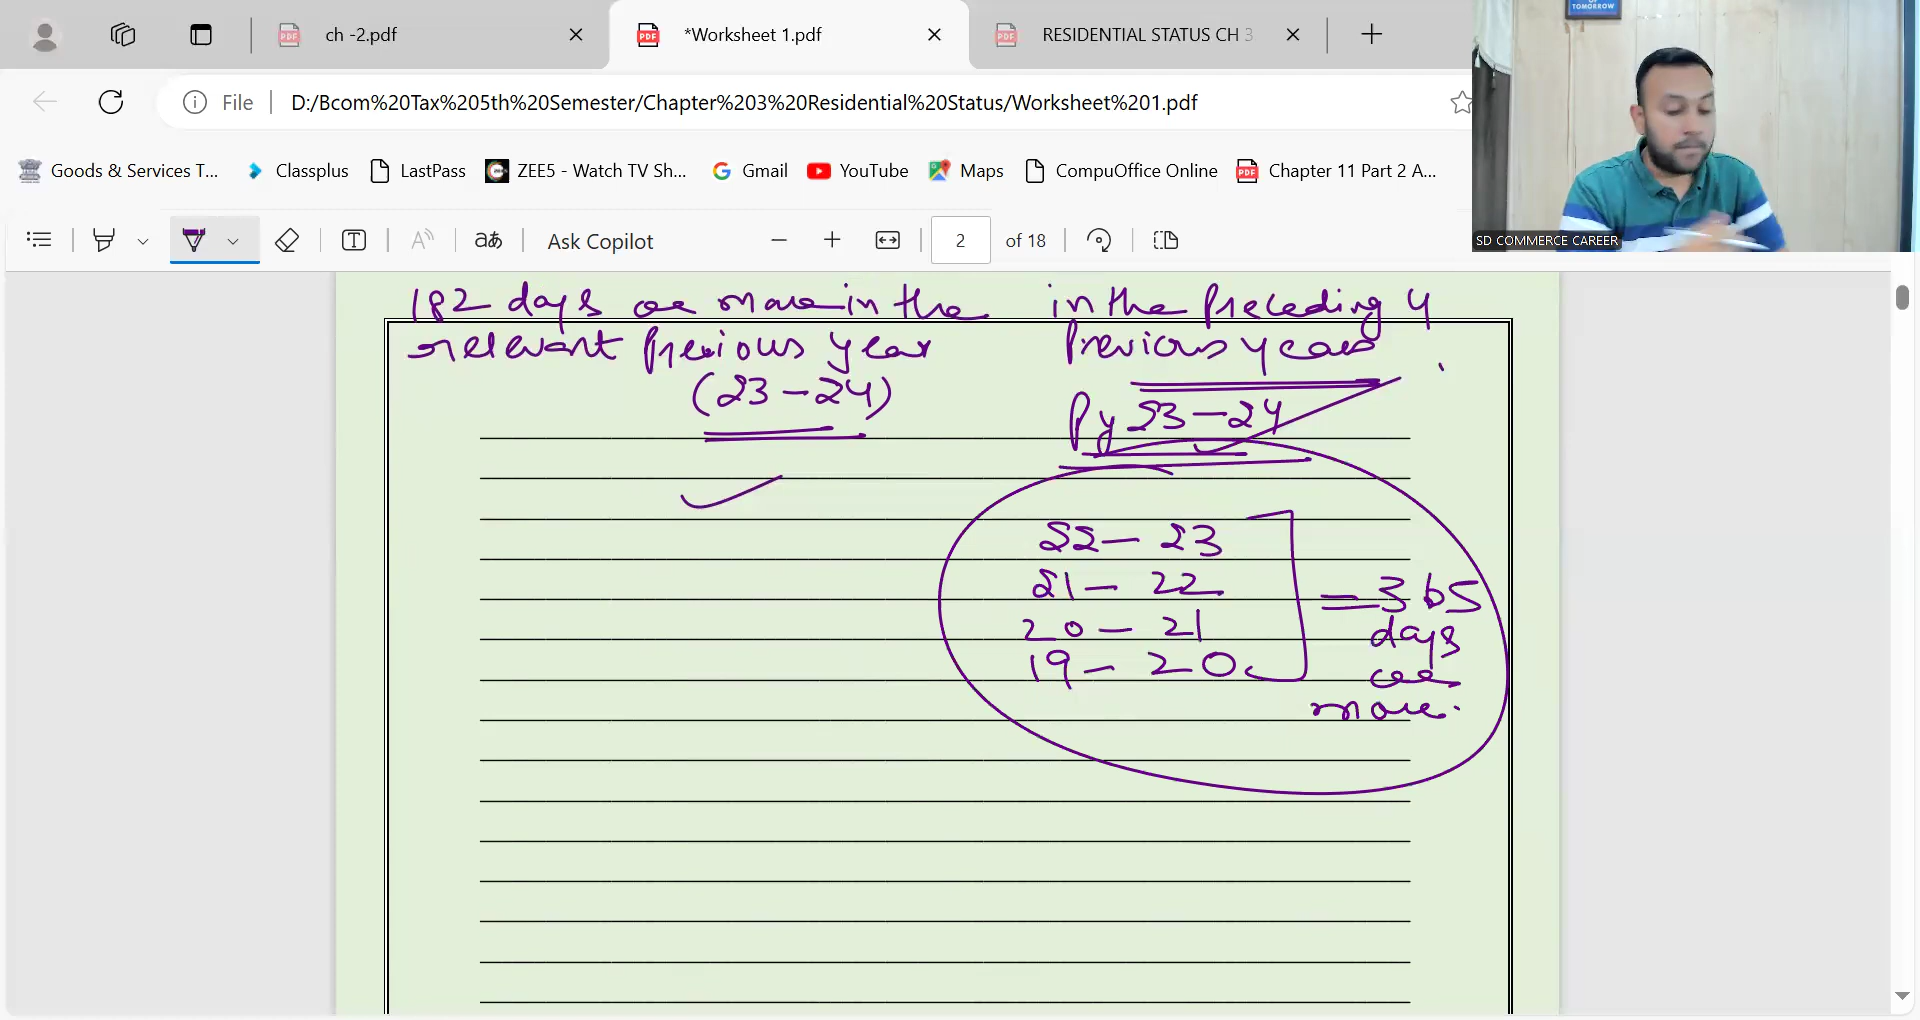 ch -2.pdf
*Worksheet 1.pdf
RESIDENTIAL STATUS CH 3
TOMORROW
File
D:/Bcom%20Tax%205th%20Semester/Chapter%203%20Residential%20Status/Worksheet%201.pdf
Goods & Services T...
Classplus
LastPass
ZEE5 - Watch TV Sh...
Gmail
YouTube
Maps
CompuOffice Online
Chapter 11 Part 2 A...
Ask Copilot
2
of 18
SD COMMERCE CAREER
182 days or more in the
relevant Previous year
(23-24)
in the Preceding 4
Previous years
Py 23-24
22 - 23
21 - 22
20 - 21
19 - 20
= 365
days
or
more.